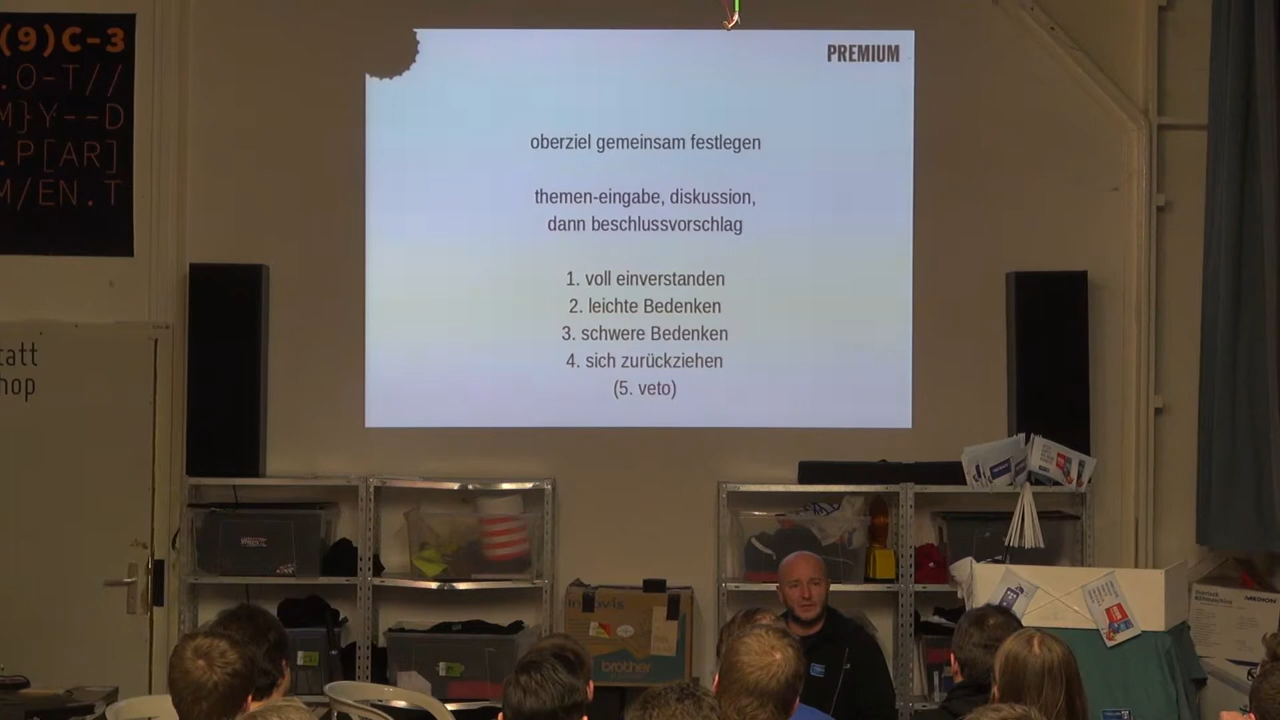 (9)C-3
.O-T//
M}Y--D
.P[AR]
M/EN.T
PREMIUM
oberziel gemeinsam festlegen
themen-eingabe, diskussion,
dann beschlussvorschlag
1. voll einverstanden
2. leichte Bedenken
3. schwere Bedenken
4. sich zurückziehen
(5. veto)
tatt
hop
brother
MEDION